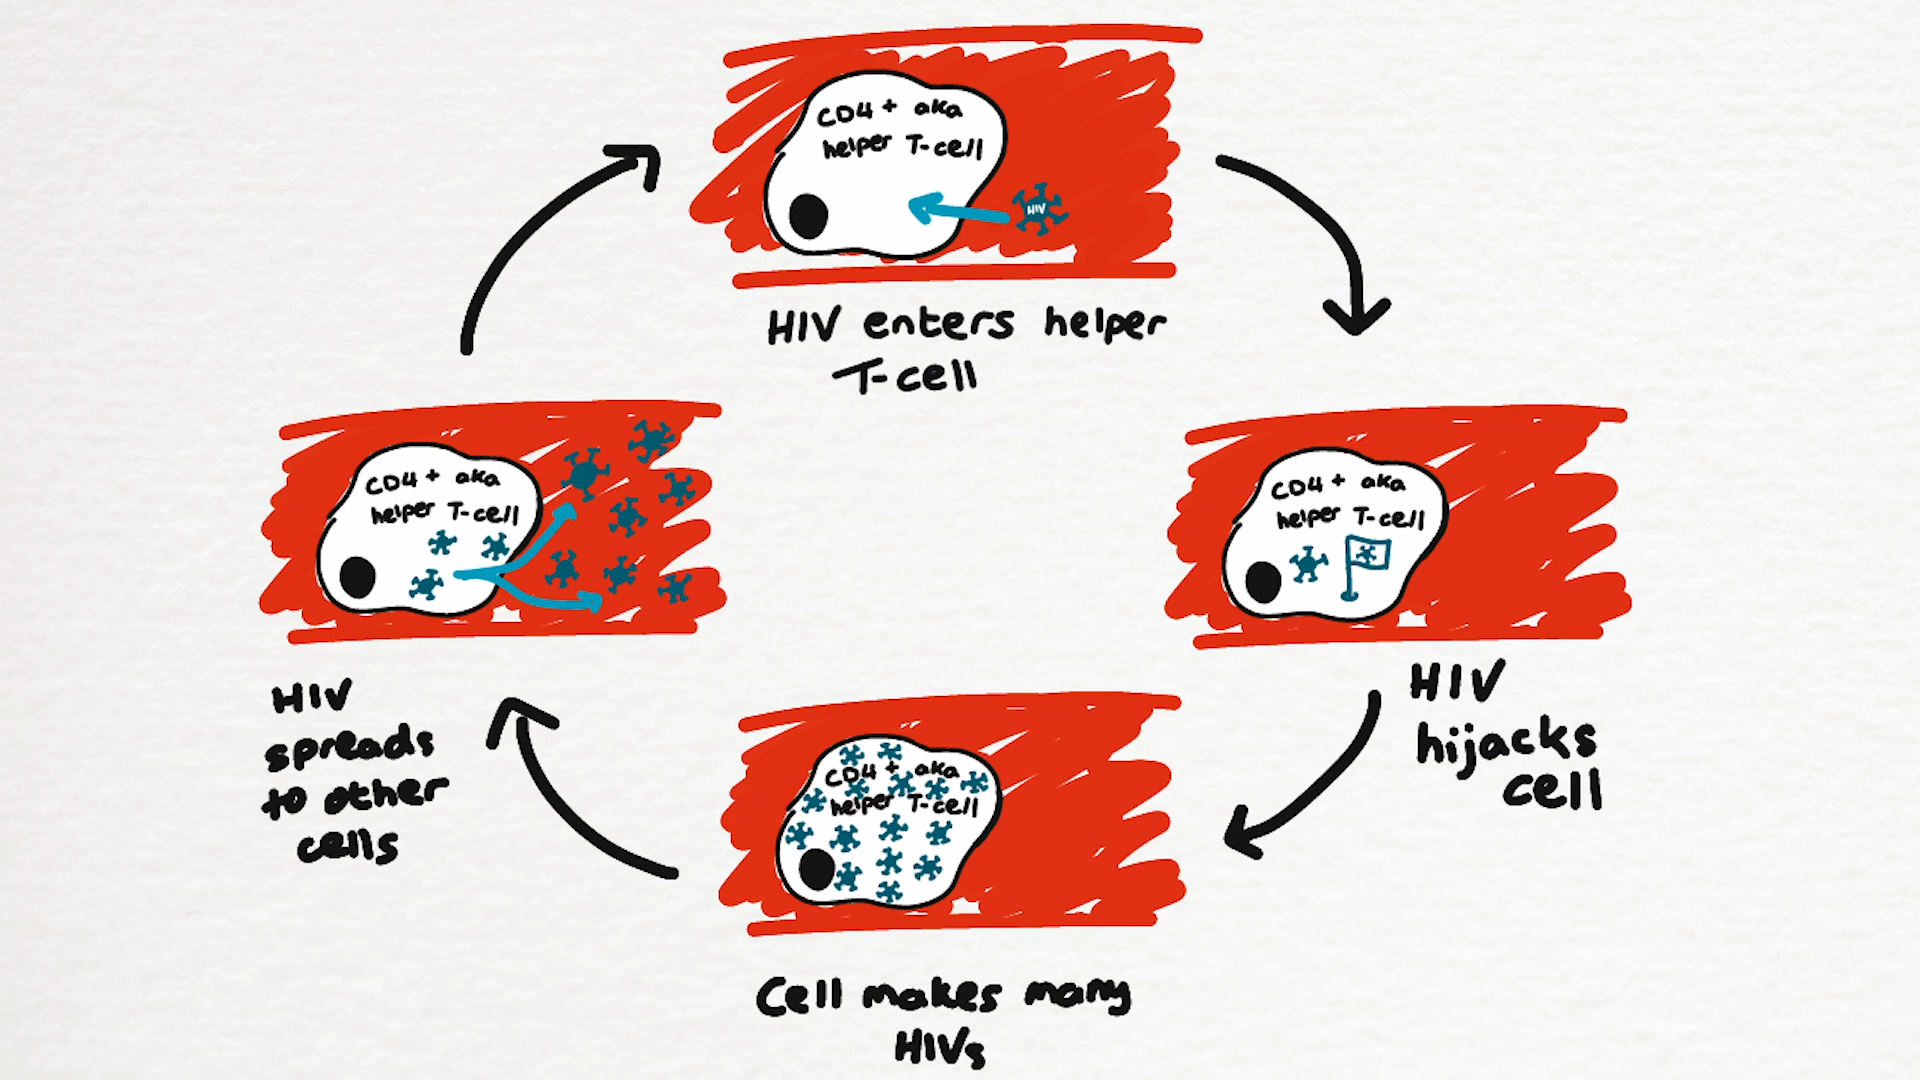 CD4+ aka
helper T-cell
HIV
HIV enters helper
T-cell
CD4+ aka
helper T-cell
HIV
hijacks
cell
CD4+ aka
helper T-cell
Cell makes many
HIVs
CD4+ aka
helper T-cell
HIV
spreads
to other
cells